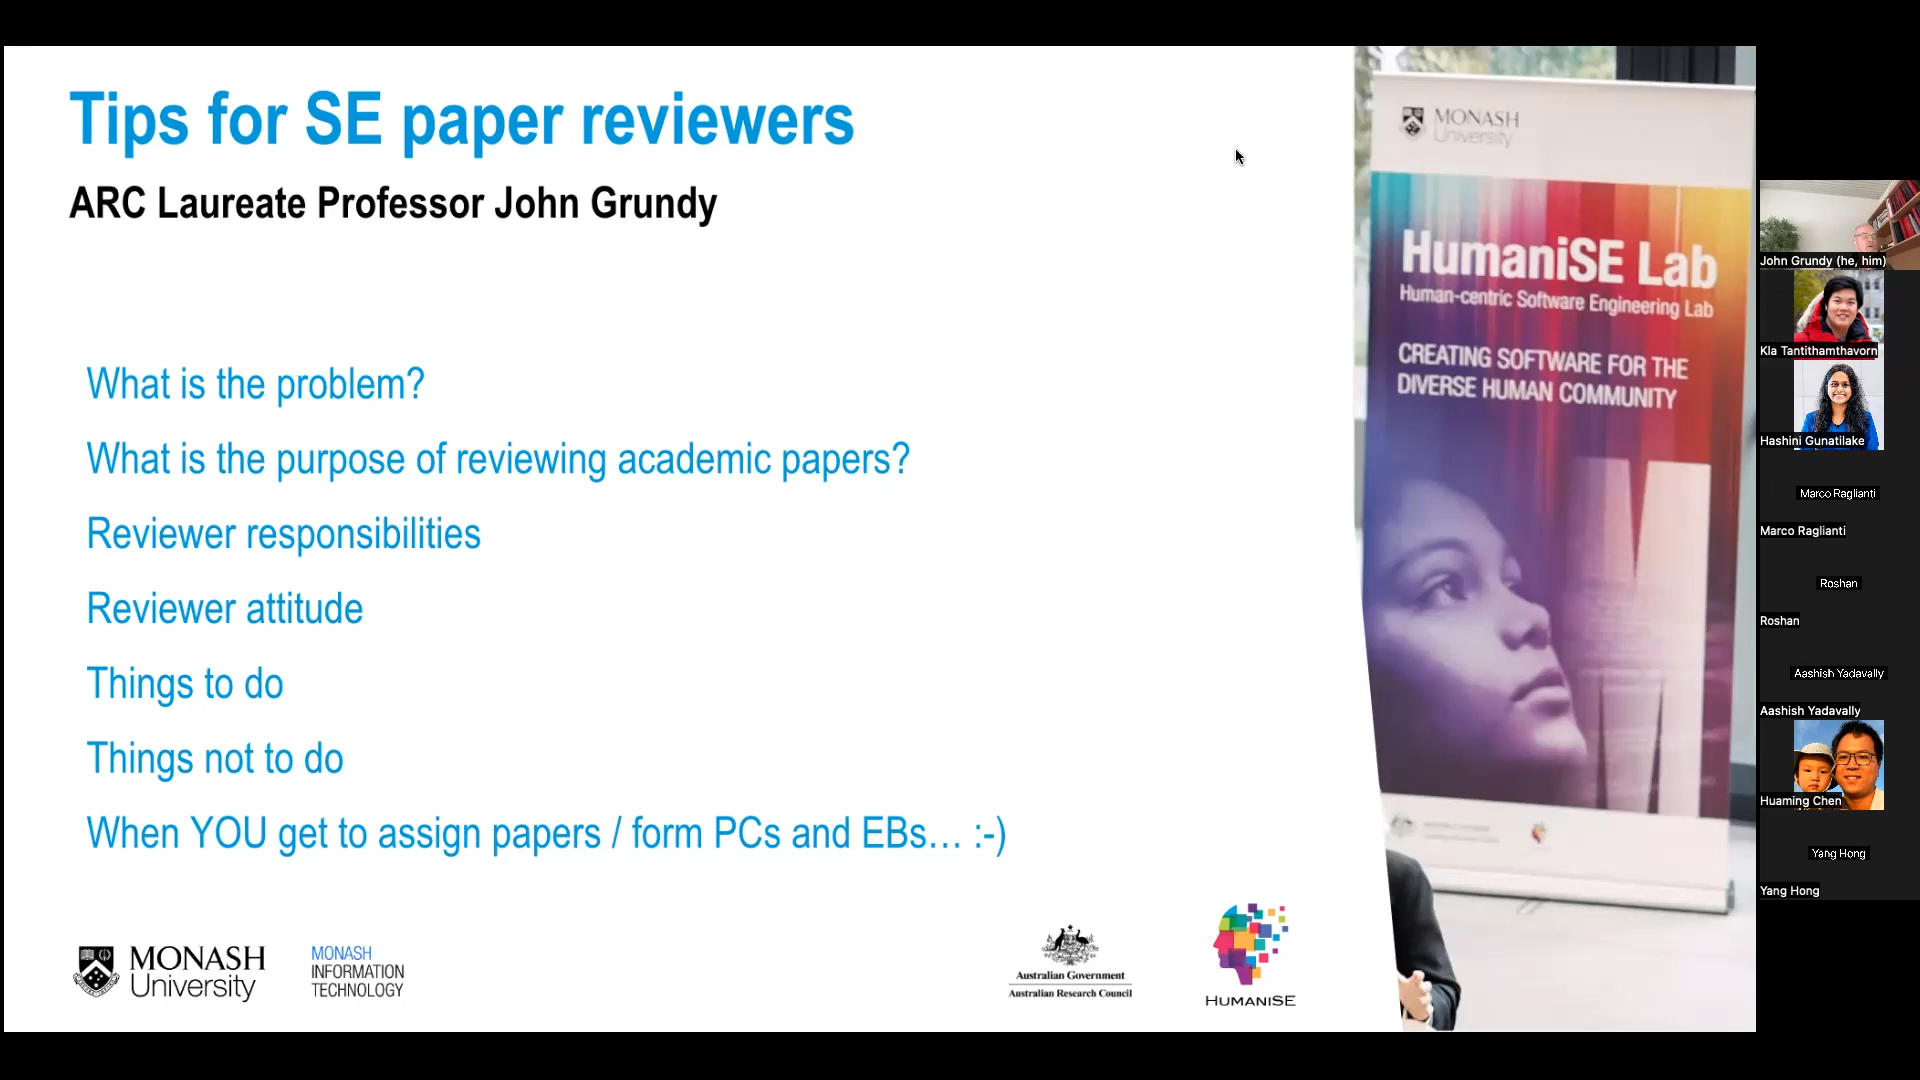 Tips for SE paper reviewers
ARC Laureate Professor John Grundy
What is the problem?
What is the purpose of reviewing academic papers?
Reviewer responsibilities
Reviewer attitude
Things to do
Things not to do
When YOU get to assign papers / form PCs and EBs… :-)
MONASH
University
MONASH
INFORMATION
TECHNOLOGY
Australian Government
Australian Research Council
HUMANISE
MONASH
University
HumaniSE Lab
Human-centric Software Engineering Lab
CREATING SOFTWARE FOR THE
DIVERSE HUMAN COMMUNITY
John Grundy (he, him)
Kla Tantithamthavorn
Hashini Gunatilake
Marco Raglianti
Marco Raglianti
Roshan
Roshan
Aashish Yadavally
Aashish Yadavally
Huaming Chen
Yang Hong
Yang Hong